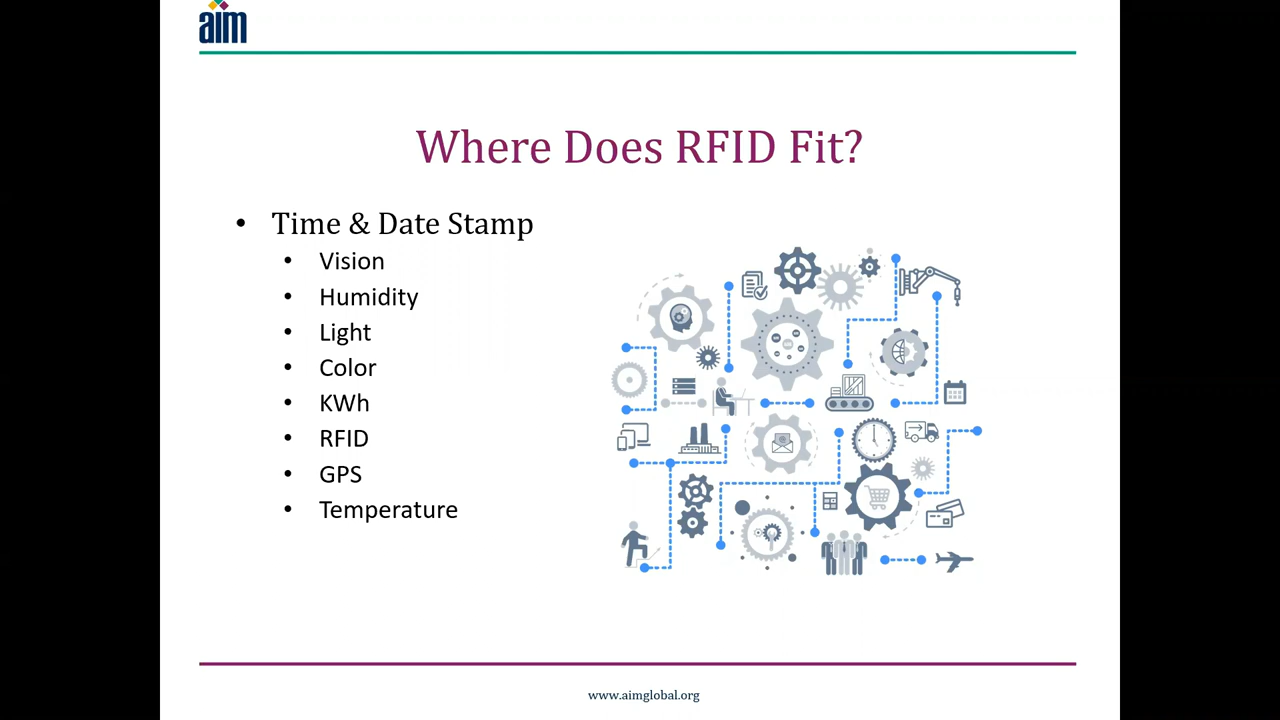 aim
Where Does RFID Fit?
• Time & Date Stamp
• Vision
• Humidity
• Light
• Color
• KWh
• RFID
• GPS
• Temperature
www.aimglobal.org